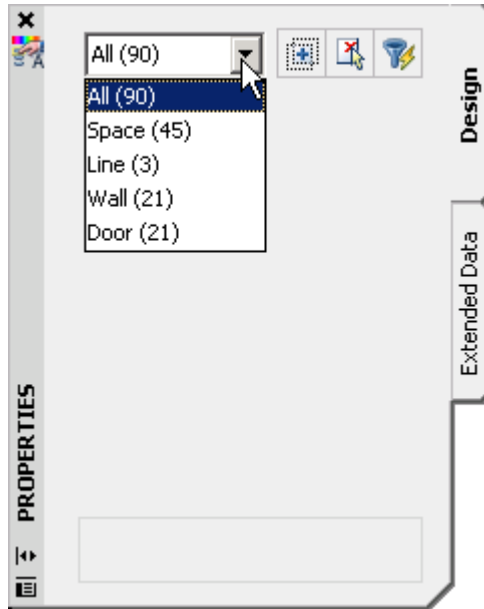 All (90)
All (90)
Space (45)
Line (3)
Wall (21)
Door (21)
Design
Extended Data
PROPERTIES